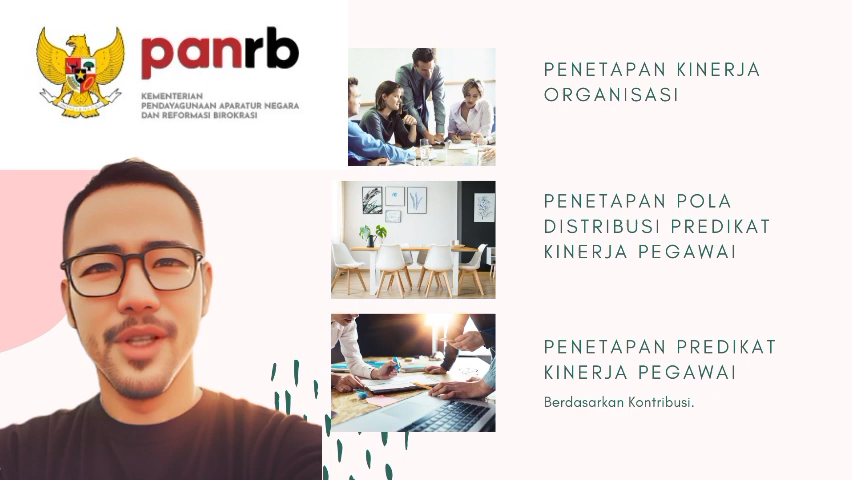 panrb
KEMENTERIAN
PENDAYAGUNAAN APARATUR NEGARA
DAN REFORMASI BIROKRASI
PENETAPAN KINERJA
ORGANISASI
PENETAPAN POLA
DISTRIBUSI PREDIKAT
KINERJA PEGAWAI
PENETAPAN PREDIKAT
KINERJA PEGAWAI
Berdasarkan Kontribusi.